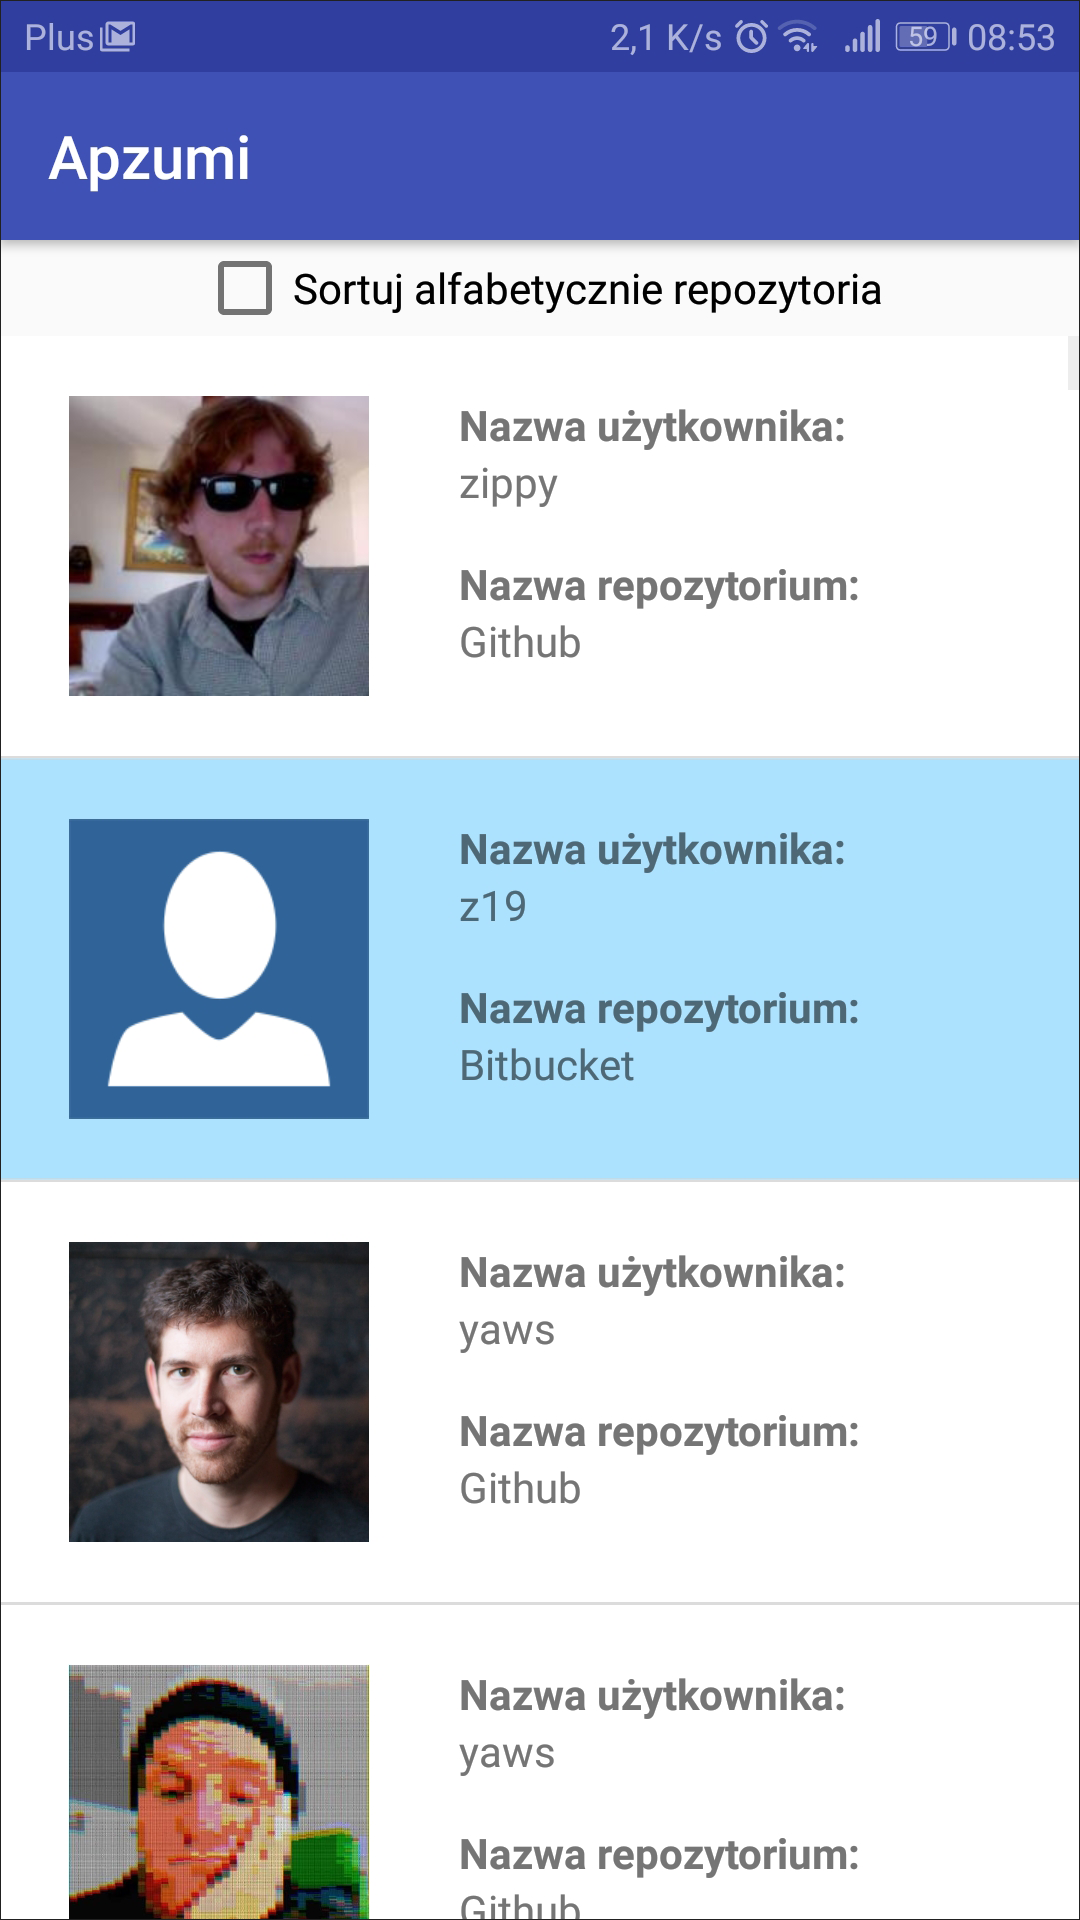 Plus 2,1 K/s 59 08:53
Apzumi
Sortuj alfabetycznie repozytoria
Nazwa użytkownika:
zippy
Nazwa repozytorium:
Github
Nazwa użytkownika:
z19
Nazwa repozytorium:
Bitbucket
Nazwa użytkownika:
yaws
Nazwa repozytorium:
Github
Nazwa użytkownika:
yaws
Nazwa repozytorium:
Github